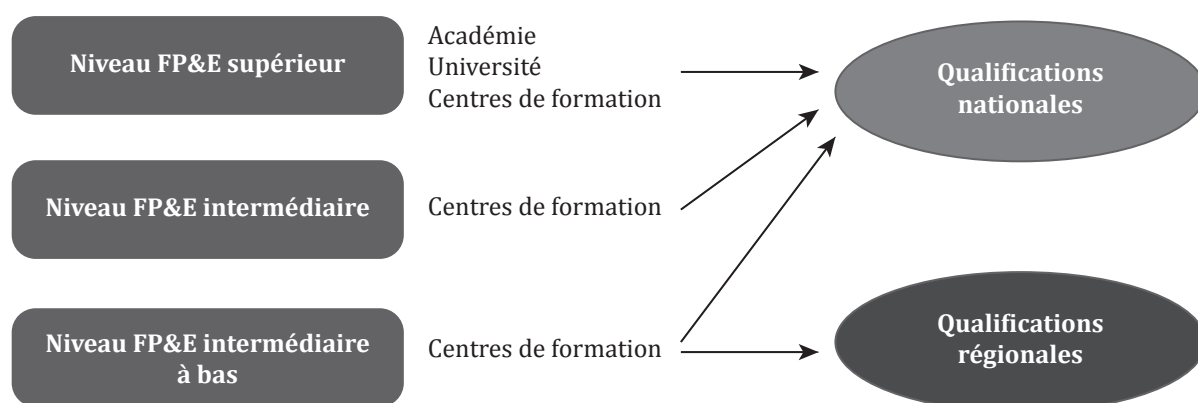 Niveau FP&E supérieur
Académie
Université
Centres de formation
Qualifications
nationales
Niveau FP&E intermédiaire
Centres de formation
Niveau FP&E intermédiaire
à bas
Centres de formation
Qualifications
régionales